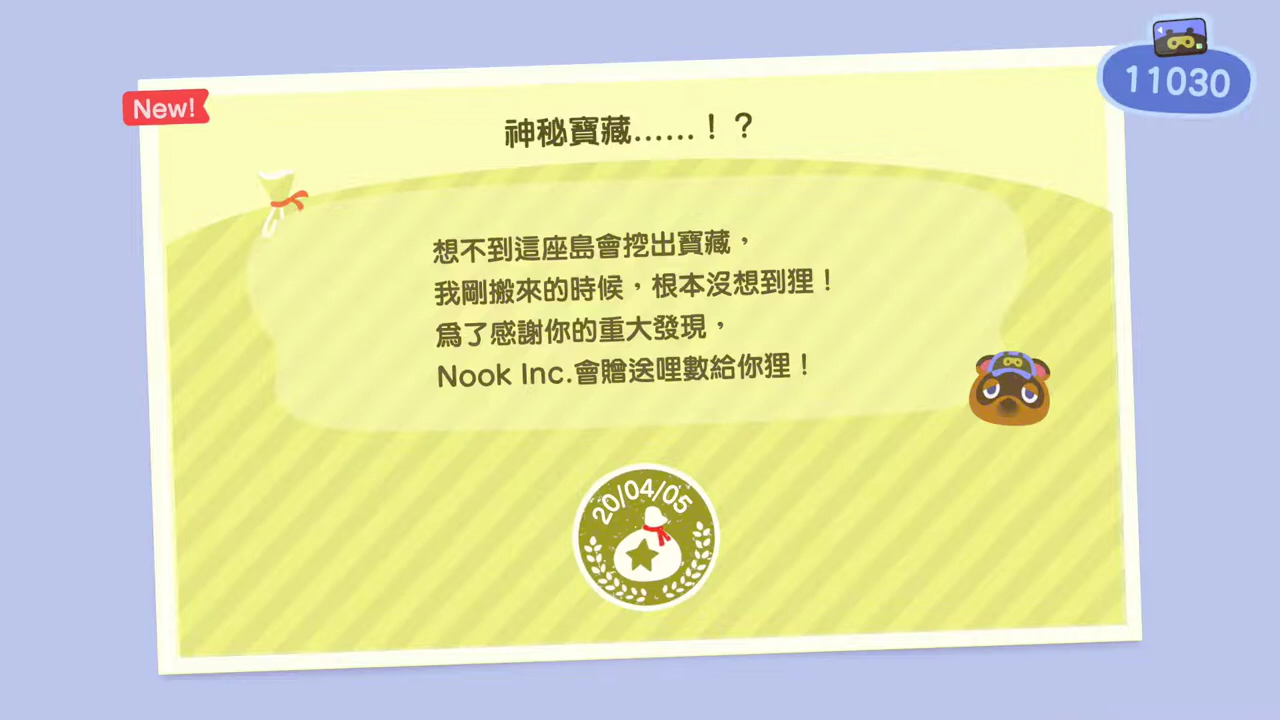 11030
New!
神秘寶藏……！？
想不到這座島會挖出寶藏，
我剛搬來的時候，根本沒想到狸！
為了感謝你的重大發現，
Nook Inc.會贈送哩數給你狸！
20/04/05